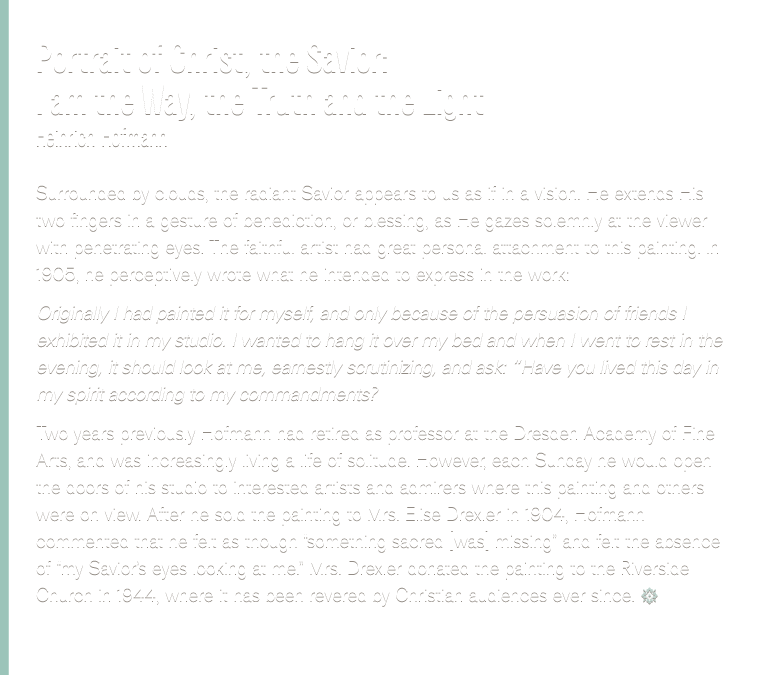 Portrait of Christ, the Savior:
I am the Way, the Truth and the Light
Heinrich Hofmann
Surrounded by clouds, the radiant Savior appears to us as if in a vision. He extends His
two fingers in a gesture of benediction, or blessing, as He gazes solemnly at the viewer
with penetrating eyes. The faithful artist had great personal attachment to this painting. In
1905, he perceptively wrote what he intended to express in the work:
Originally I had painted it for myself, and only because of the persuasion of friends I
exhibited it in my studio. I wanted to hang it over my bed and when I went to rest in the
evening, it should look at me, earnestly scrutinizing, and ask: “Have you lived this day in
my spirit according to my commandments?
Two years previously Hofmann had retired as professor at the Dresden Academy of Fine
Arts, and was increasingly living a life of solitude. However, each Sunday he would open
the doors of his studio to interested artists and admirers where this painting and others
were on view. After he sold the painting to Mrs. Elise Drexler in 1904, Hofmann
commented that he felt as though "something sacred [was] missing" and felt the absence
of "my Savior's eyes looking at me." Mrs. Drexler donated the painting to the Riverside
Church in 1944, where it has been revered by Christian audiences ever since.